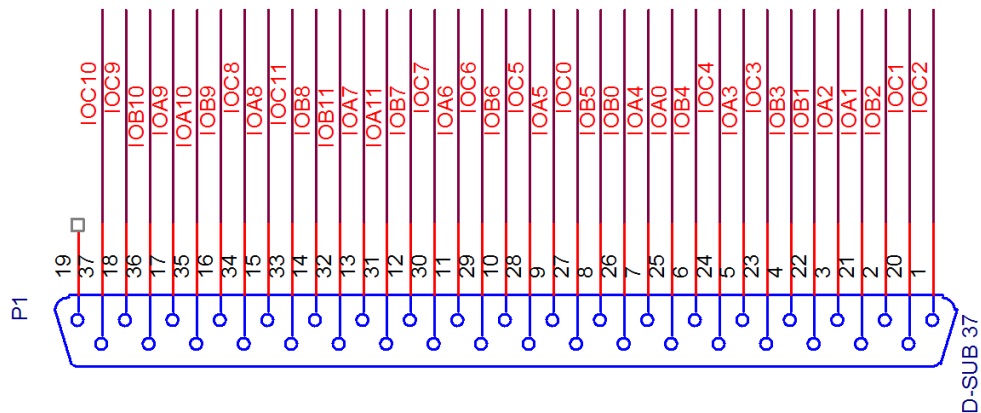 IOC10
IOC9
IOB10
IOA9
IOA10
IOB9
IOC8
IOA8
IOC11
IOB8
IOB11
IOA7
IOA11
IOB7
IOC7
IOA6
IOC6
IOB6
IOC5
IOA5
IOC0
IOB5
IOB0
IOA4
IOA0
IOB4
IOC4
IOA3
IOC3
IOB3
IOB1
IOA2
IOA1
IOB2
IOC1
IOC2
19
37
18
36
17
35
16
34
15
33
14
32
13
31
12
30
11
29
10
28
9
27
8
26
7
25
6
24
5
23
4
22
3
21
2
20
1
P1
D-SUB 37